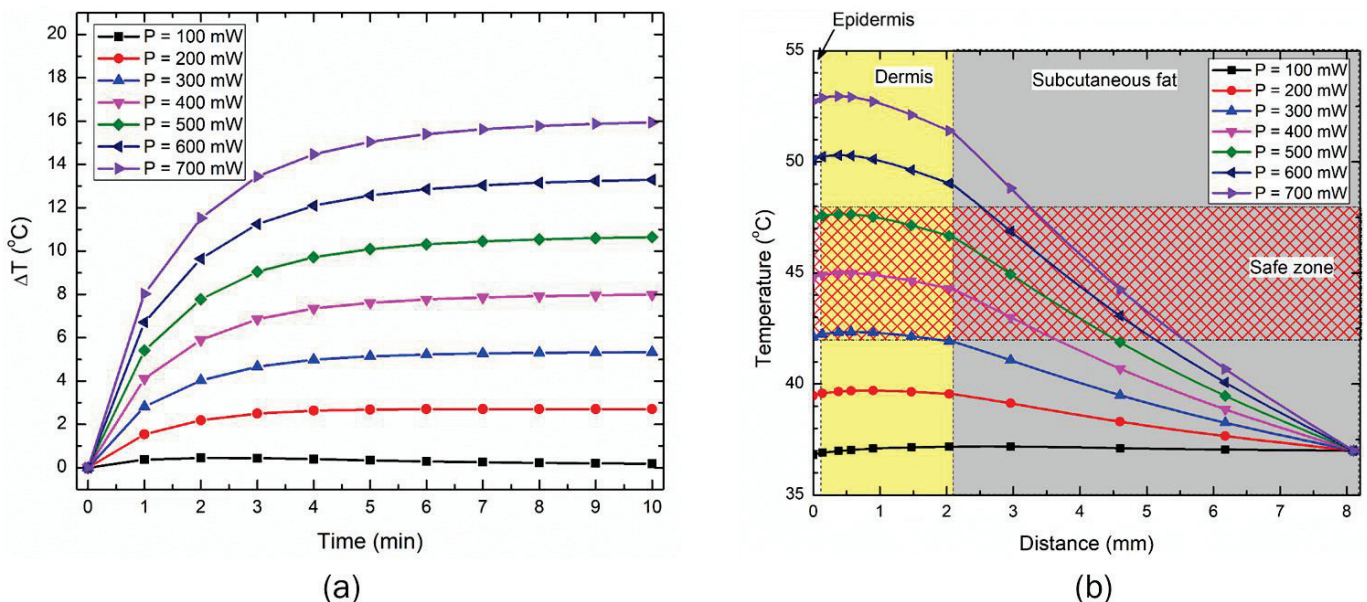 20
18
16
14
12
10
8
6
4
2
0
ΔT (°C)
P = 100 mW
P = 200 mW
P = 300 mW
P = 400 mW
P = 500 mW
P = 600 mW
P = 700 mW
0 1 2 3 4 5 6 7 8 9 10
Time (min)
(a)
Epidermis
55
50
45
40
35
Temperature (°C)
Dermis
Subcutaneous fat
P = 100 mW
P = 200 mW
P = 300 mW
P = 400 mW
P = 500 mW
P = 600 mW
P = 700 mW
Safe zone
0 1 2 3 4 5 6 7 8
Distance (mm)
(b)